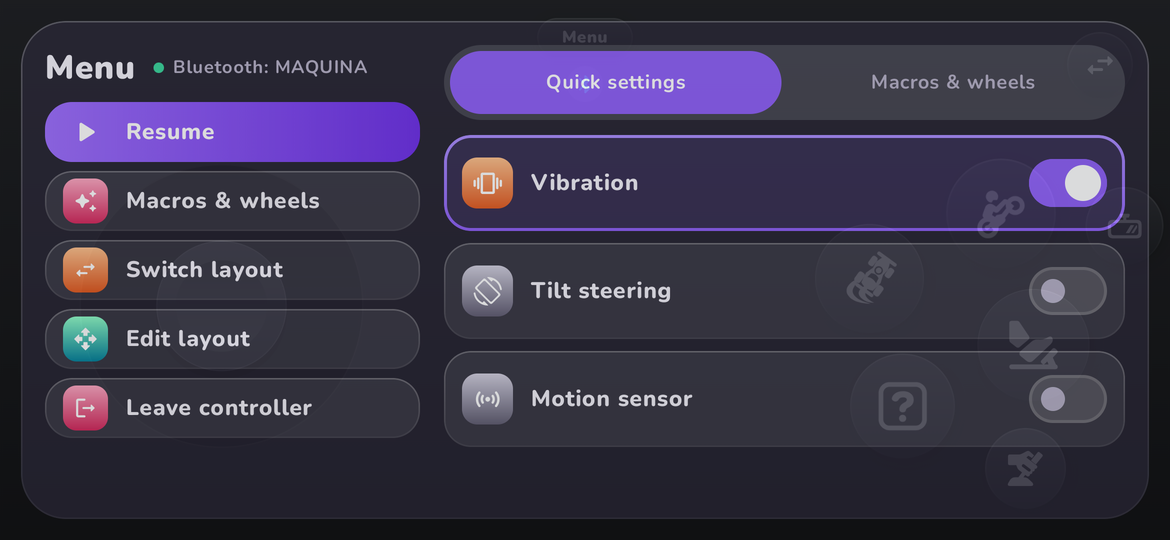 Menu
Menu
Bluetooth: MAQUINA
Quick settings
Macros & wheels
Resume
Macros & wheels
Switch layout
Edit layout
Leave controller
Vibration
Tilt steering
Motion sensor
?